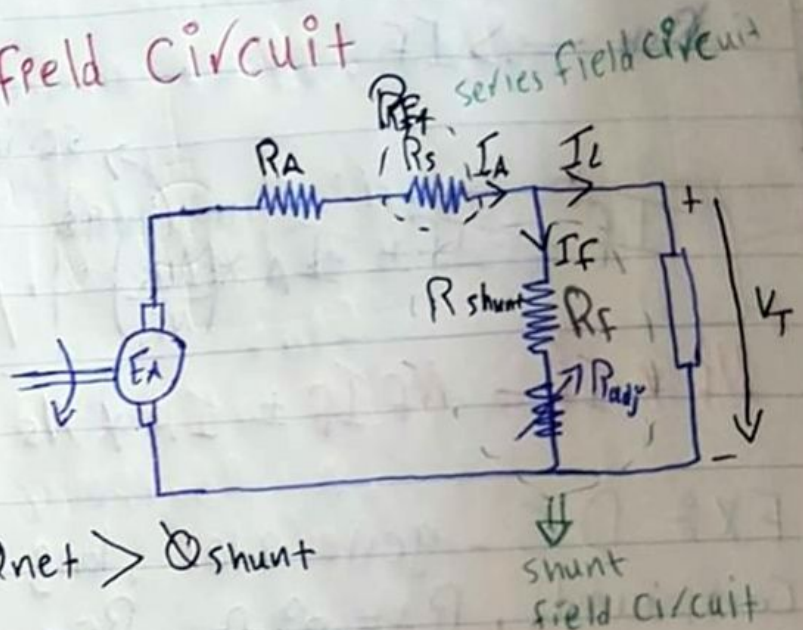 field Circuit
series field circuit
RA
Rs
IA
IL
+
If
R shunt
Rf
VT
EA
Radj
-
net > Φshunt
shunt
field Circuit